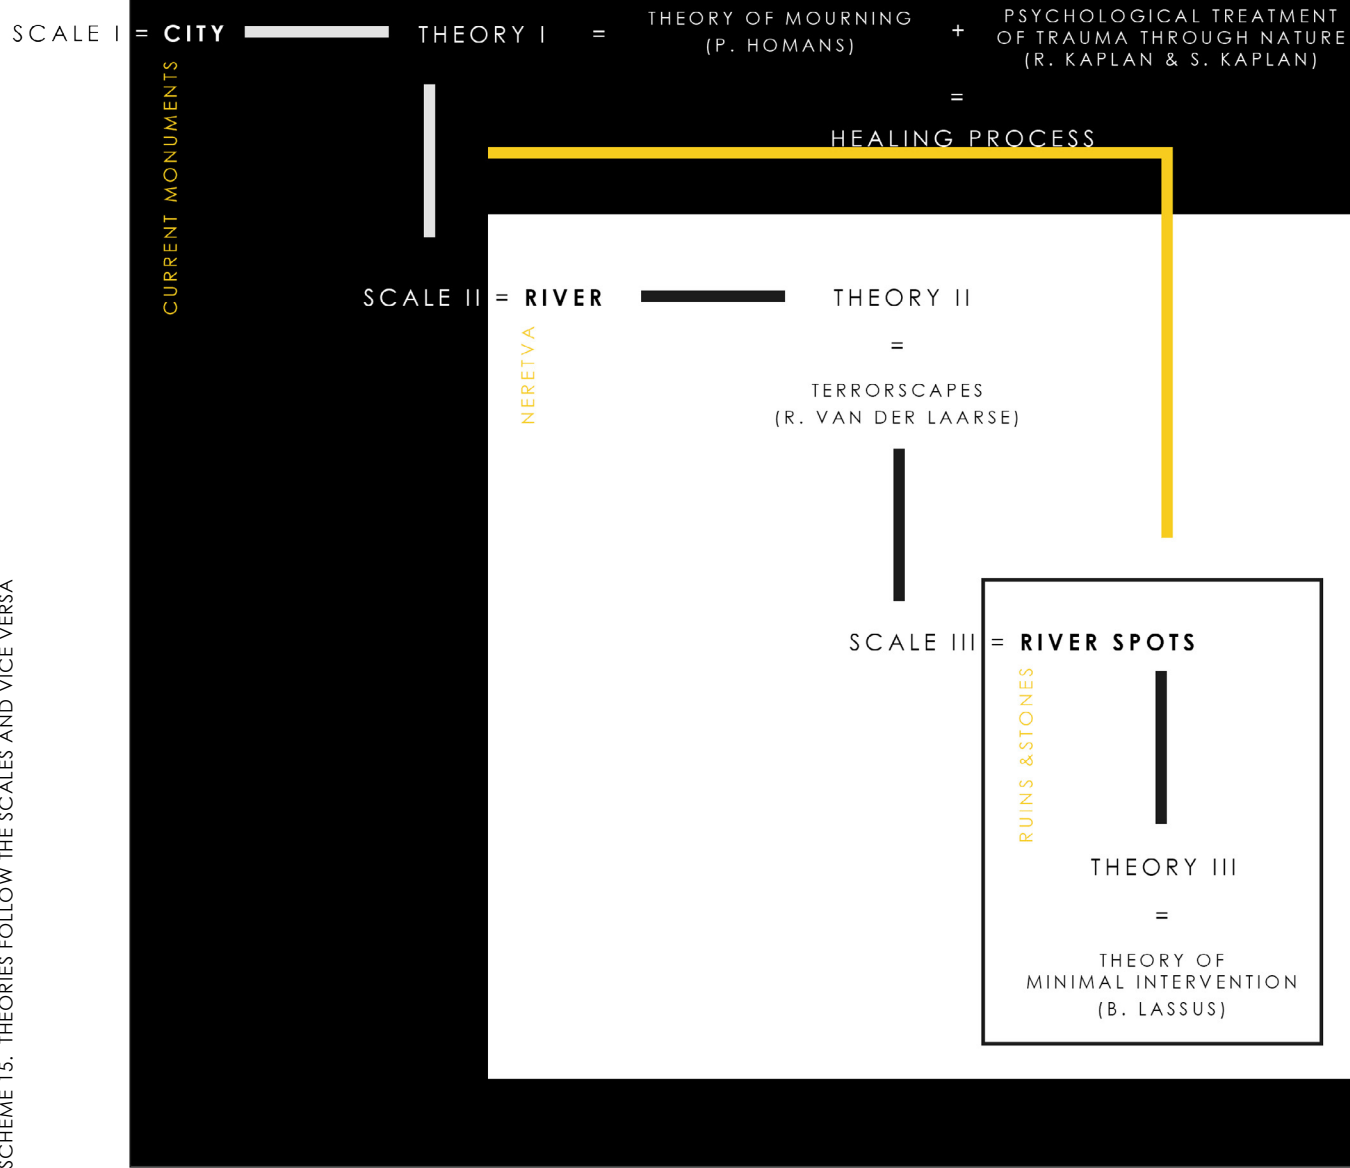 SCALE I = CITY
THEORY I =
THEORY OF MOURNING
(P. HOMANS)
+
PSYCHOLOGICAL TREATMENT
OF TRAUMA THROUGH NATURE
(R. KAPLAN & S. KAPLAN)
=
HEALING PROCESS
CURRENT MONUMENTS
SCALE II = RIVER
THEORY II
=
TERRORSCAPES
(R. VAN DER LAARSE)
NERETVA
SCALE III = RIVER SPOTS
RUINS &STONES
THEORY III
=
THEORY OF
MINIMAL INTERVENTION
(B. LASSUS)
SCHEME 15. THEORIES FOLLOW THE SCALES AND VICE VERSA